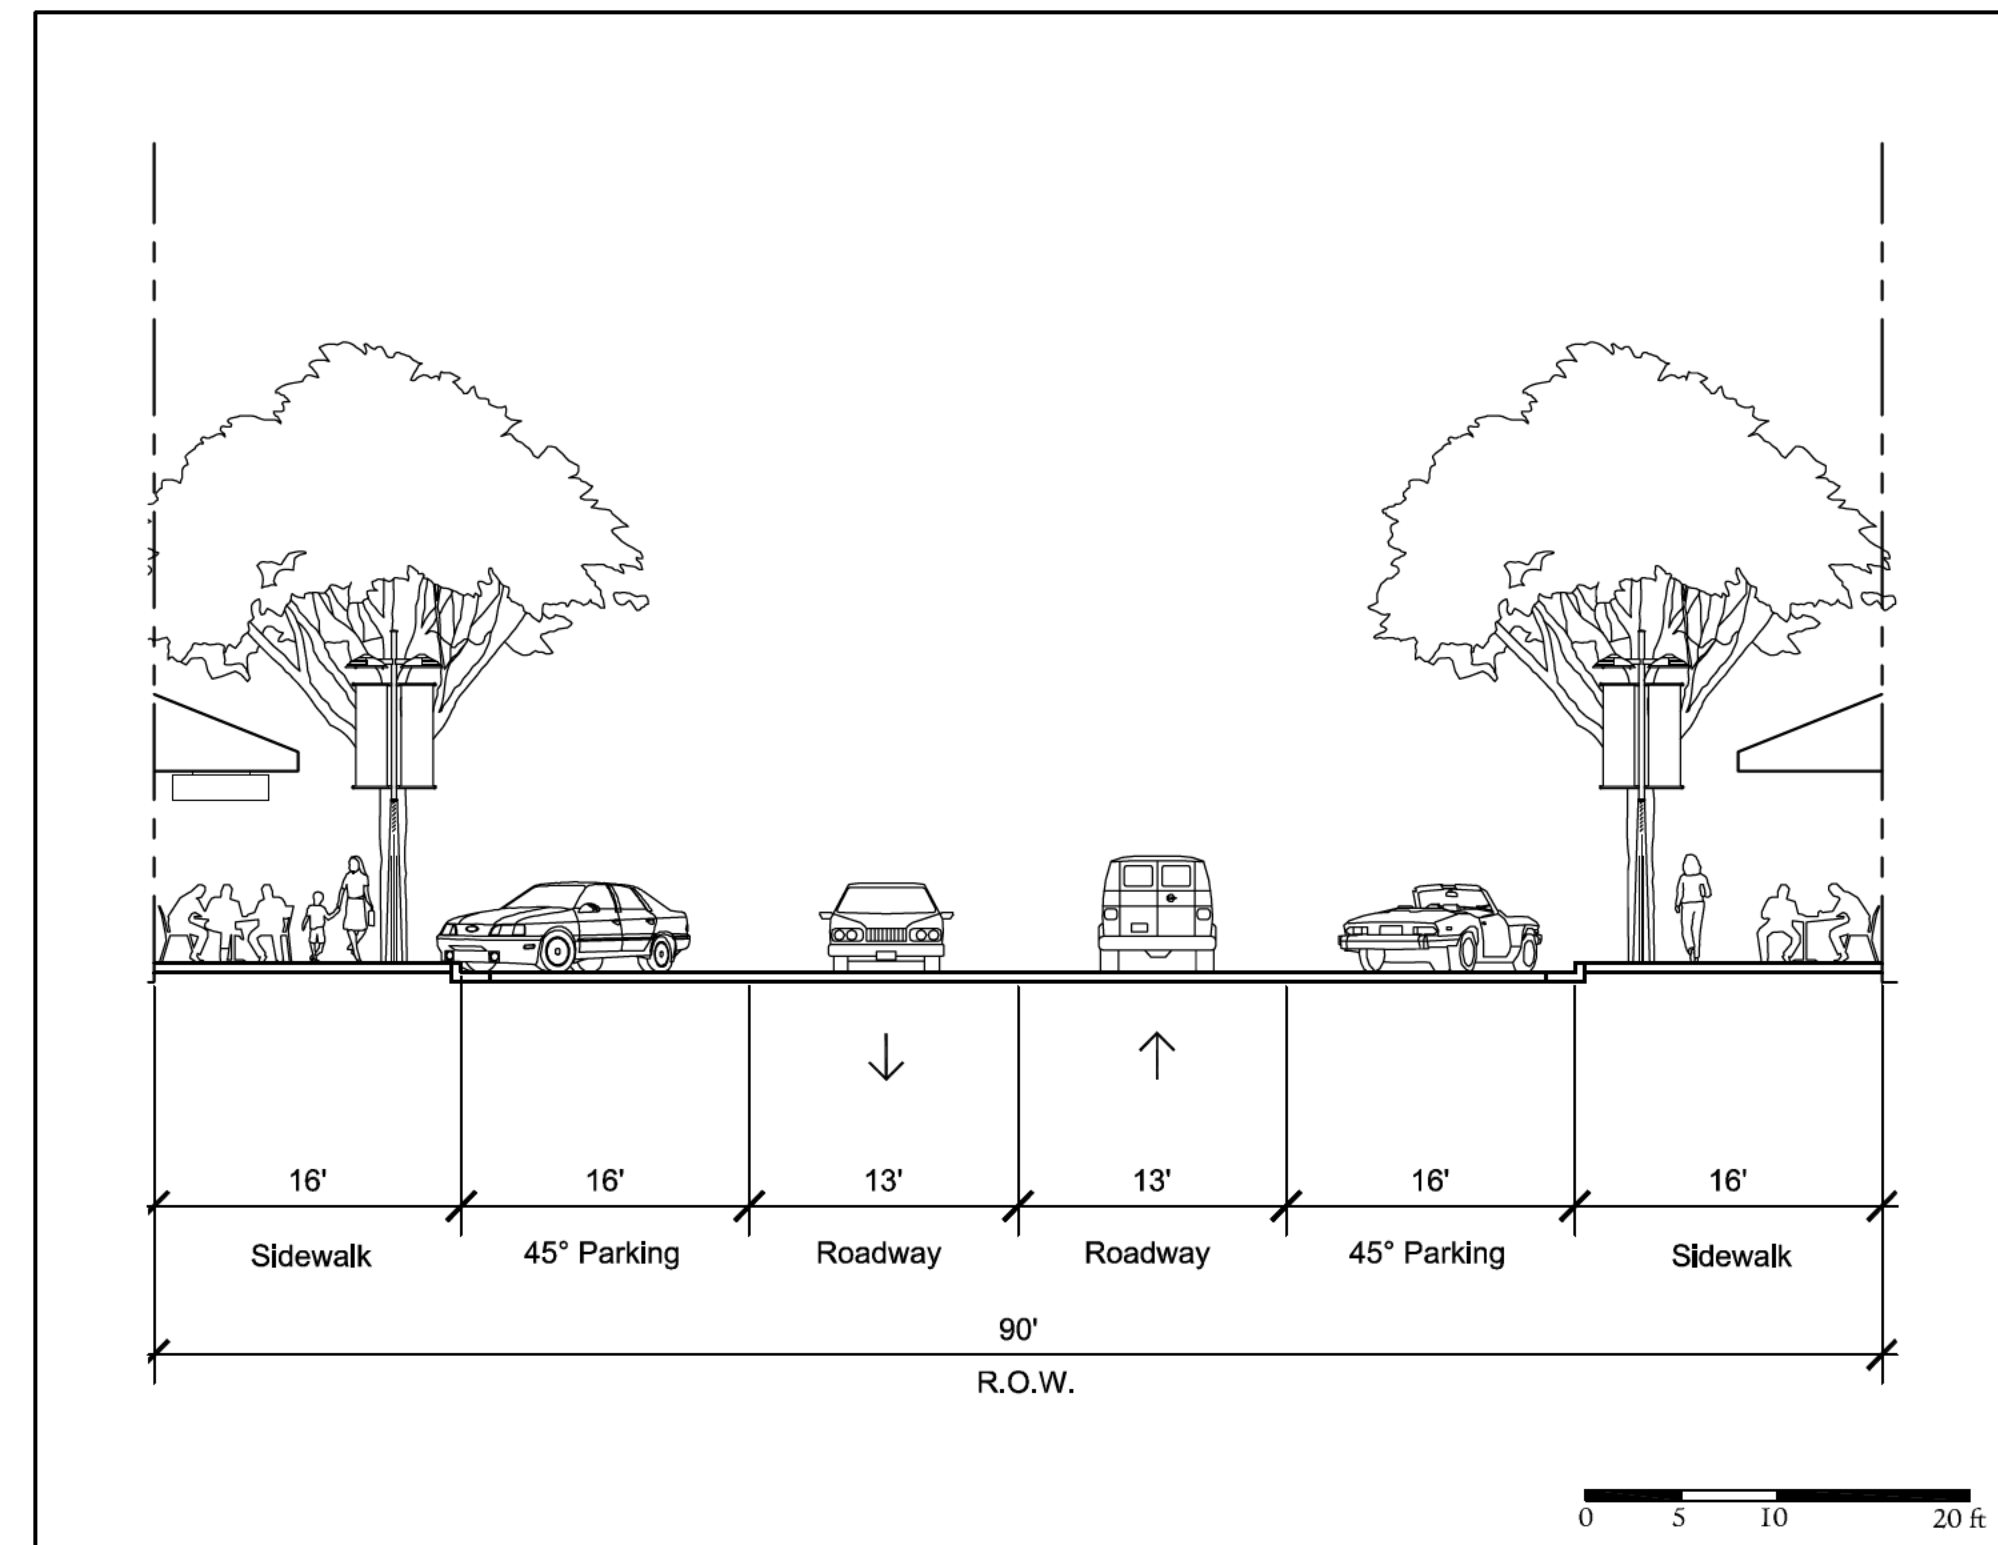 16' 16' 13' 13' 16' 16'
Sidewalk 45° Parking Roadway Roadway 45° Parking Sidewalk
90'
R.O.W.
0 5 10 20 ft